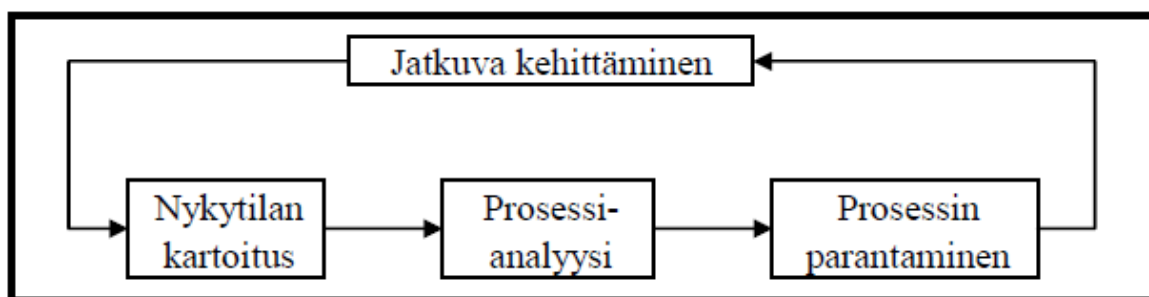 Jatkuva kehittäminen
Nykytilan
kartoitus
Prosessi-
analyysi
Prosessin
parantaminen